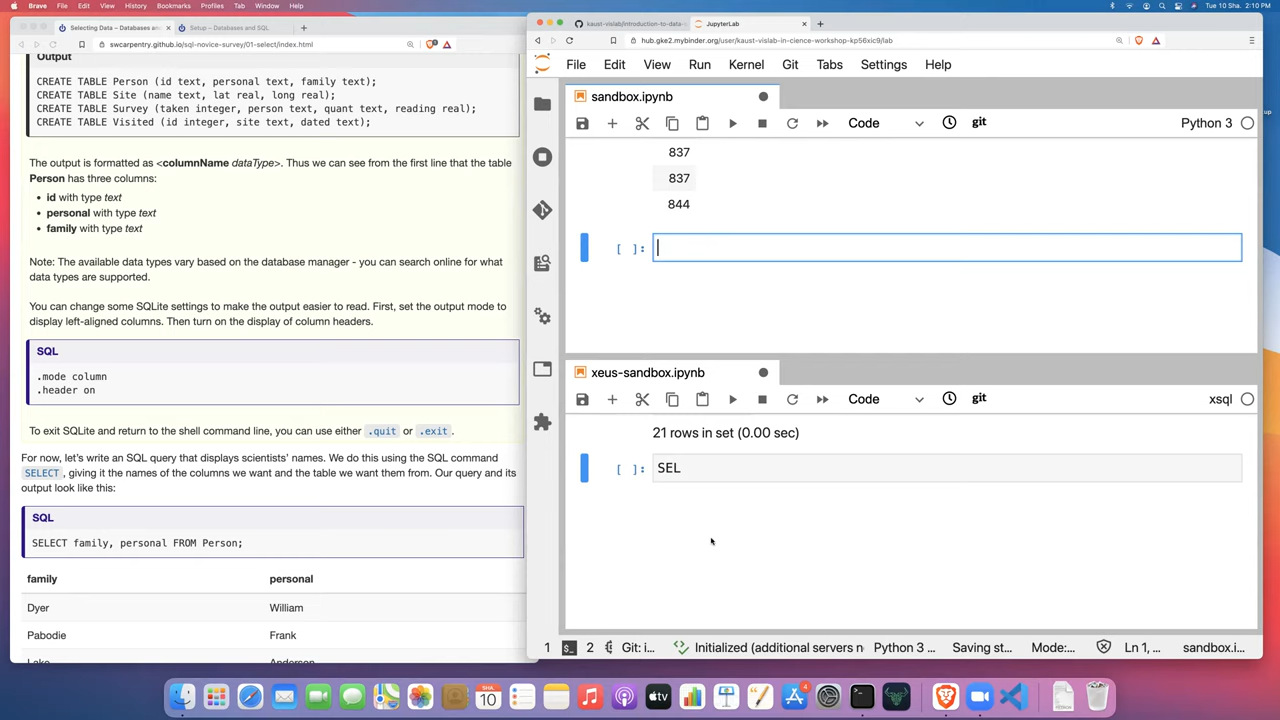 Brave File Edit View History Bookmarks Profiles Tab Window Help
Tue 10 Sha. 2:10 PM
Selecting Data – Databases and
Setup – Databases and SQL
swcarpentry.github.io/sql-novice-survey/01-select/index.html
Output
CREATE TABLE Person (id text, personal text, family text);
CREATE TABLE Site (name text, lat real, long real);
CREATE TABLE Survey (taken integer, person text, quant text, reading real);
CREATE TABLE Visited (id integer, site text, dated text);
The output is formatted as <columnName dataType>. Thus we can see from the first line that the table
Person has three columns:
id with type text
personal with type text
family with type text
Note: The available data types vary based on the database manager - you can search online for what
data types are supported.
You can change some SQLite settings to make the output easier to read. First, set the output mode to
display left-aligned columns. Then turn on the display of column headers.
SQL
.mode column
.header on
To exit SQLite and return to the shell command line, you can use either .quit or .exit.
For now, let's write an SQL query that displays scientists' names. We do this using the SQL command
SELECT, giving it the names of the columns we want and the table we want them from. Our query and its
output look like this:
SQL
SELECT family, personal FROM Person;
family personal
Dyer William
Pabodie Frank
Lake Anderson
kaust-vislab/introduction-to-data-
JupyterLab
hub.gke2.mybinder.org/user/kaust-vislab-in-cience-workshop-kp56xic9/lab
File Edit View Run Kernel Git Tabs Settings Help
sandbox.ipynb
Code git Python 3
837
837
844
[ ]:
xeus-sandbox.ipynb
Code git xsql
21 rows in set (0.00 sec)
[ ]: SEL
1 2 Git: i... Initialized (additional servers n Python 3 ... Saving st... Mode:... Ln 1, ... sandbox.i...
SHA.
10
tv
4